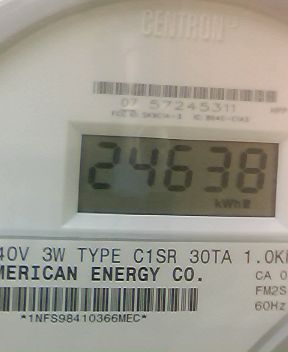 CENTRON
07 57245311
24638
kWh
40V 3W TYPE C1SR 30TA 1.0K
MERICAN ENERGY CO.
CA 0
FM2S
60Hz
*1NFS98410366MEC*